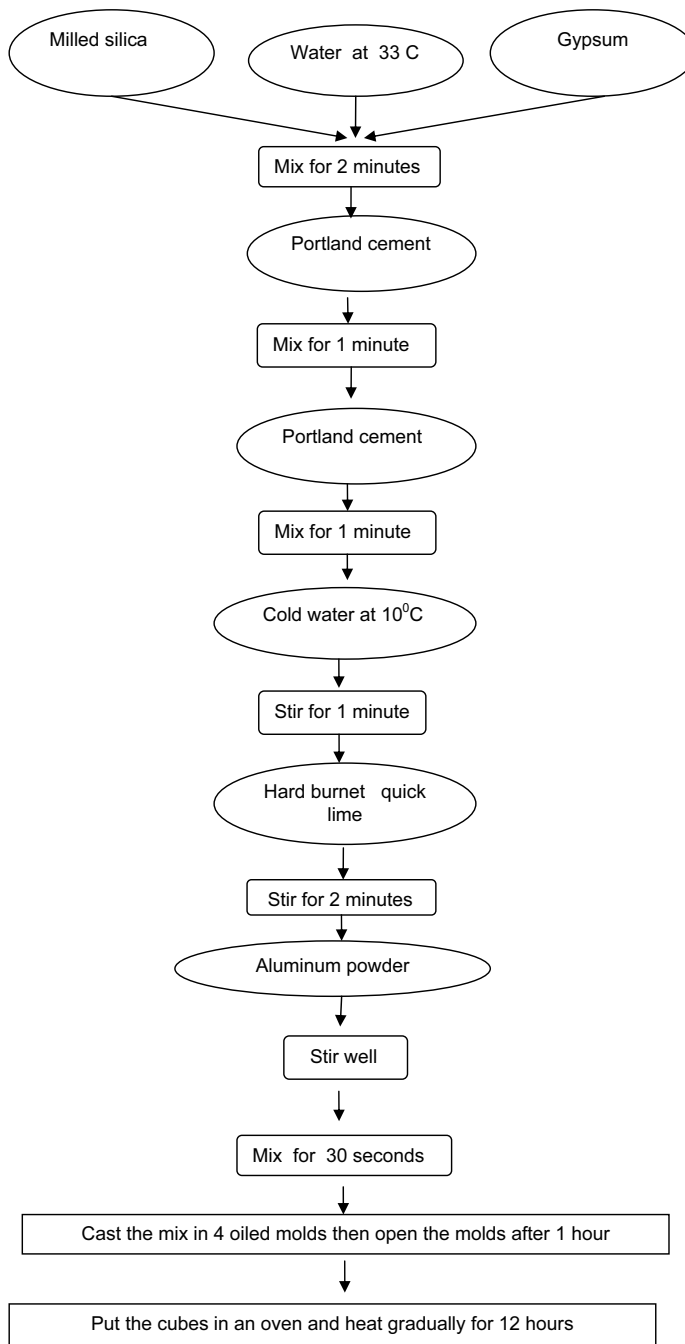 Milled silica
Water at 33 C
Gypsum
Mix for 2 minutes
Portland cement
Mix for 1 minute
Portland cement
Mix for 1 minute
Cold water at 10⁰C
Stir for 1 minute
Hard burnet quick
lime
Stir for 2 minutes
Aluminum powder
Stir well
Mix for 30 seconds
Cast the mix in 4 oiled molds then open the molds after 1 hour
Put the cubes in an oven and heat gradually for 12 hours